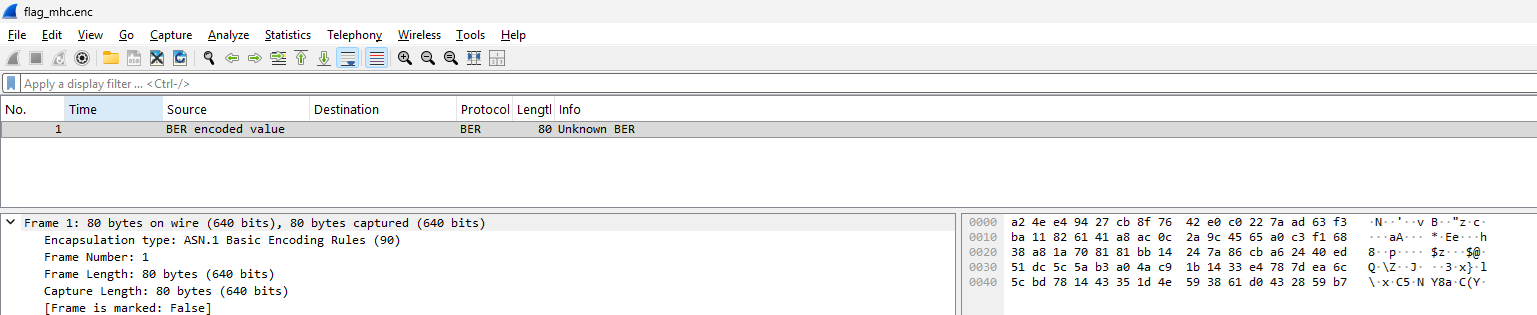 flag_mhc.enc
File Edit View Go Capture Analyze Statistics Telephony Wireless Tools Help
Apply a display filter ... <Ctrl-/>
No. Time Source Destination Protocol Lengtl Info
1 BER encoded value BER 80 Unknown BER
Frame 1: 80 bytes on wire (640 bits), 80 bytes captured (640 bits)
Encapsulation type: ASN.1 Basic Encoding Rules (90)
Frame Number: 1
Frame Length: 80 bytes (640 bits)
Capture Length: 80 bytes (640 bits)
[Frame is marked: False]
0000 a2 4e e4 94 27 cb 8f 76 42 e0 c0 22 7a ad 63 f3 ·N··'··v B··"z·c·
0010 ba 11 82 61 41 a8 ac 0c 2a 9c 45 65 a0 c3 f1 68 ···aA··· *·Ee···h
0020 38 a8 1a 70 81 81 bb 14 24 7a 86 cb a6 24 40 ed 8··p···· $z···$@·
0030 51 dc 5c 5a b3 a0 4a c9 1b 14 33 e4 78 7d ea 6c Q·\Z··J· ··3·x}·l
0040 5c bd 78 14 43 35 1d 4e 59 38 61 d0 43 28 59 b7 \·x·C5·N Y8a·C(Y·